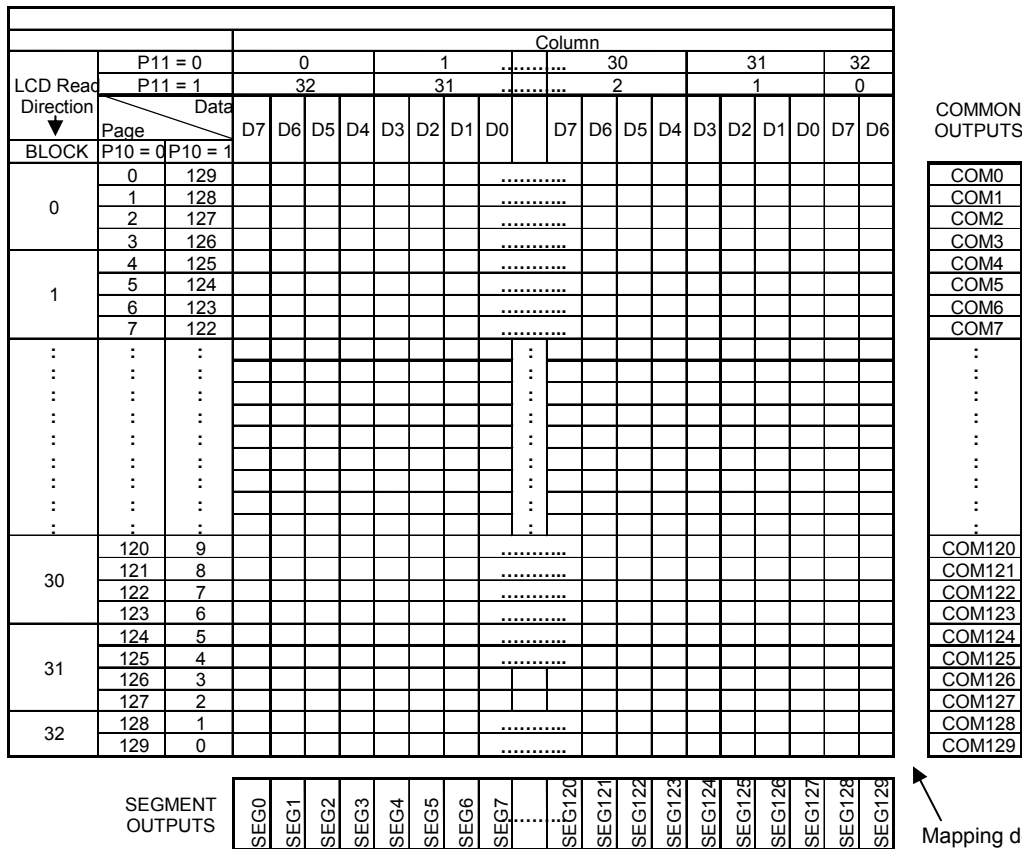 Column
P11 = 0 0 1 ........... 30 31 32
LCD Read P11 = 1 32 31 ........... 2 1 0
Direction Data
Page D7 D6 D5 D4 D3 D2 D1 D0 D7 D6 D5 D4 D3 D2 D1 D0 D7 D6
COMMON
OUTPUTS
BLOCK P10 = 0 P10 = 1
0 129 ........... COM0
1 128 ........... COM1
0
2 127 ........... COM2
3 126 ........... COM3
4 125 ........... COM4
5 124 ........... COM5
1
6 123 ........... COM6
7 122 ........... COM7
: : : : :
: : : : :
: : : : :
: : : : :
: : : : :
: : : : :
: : : : :
: : : : :
: : : : :
120 9 ........... COM120
121 8 ........... COM121
30
122 7 ........... COM122
123 6 ........... COM123
124 5 ........... COM124
125 4 ........... COM125
31
126 3 COM126
127 2 COM127
128 1 ........... COM128
32
129 0 ........... COM129
SEGMENT
OUTPUTS
SEG0 SEG1 SEG2 SEG3 SEG4 SEG5 SEG6 SEG7 ........... SEG120 SEG121 SEG122 SEG123 SEG124 SEG125 SEG126 SEG127 SEG128 SEG129
Mapping d